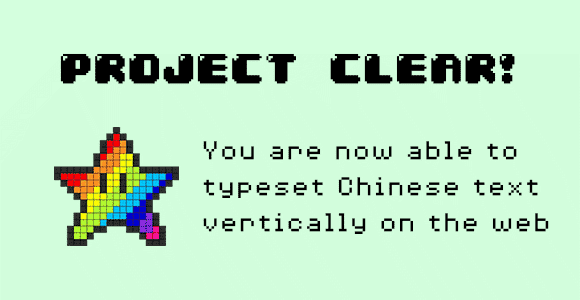 PROJECT CLEAR!
You are now able to
typeset Chinese text
vertically on the web